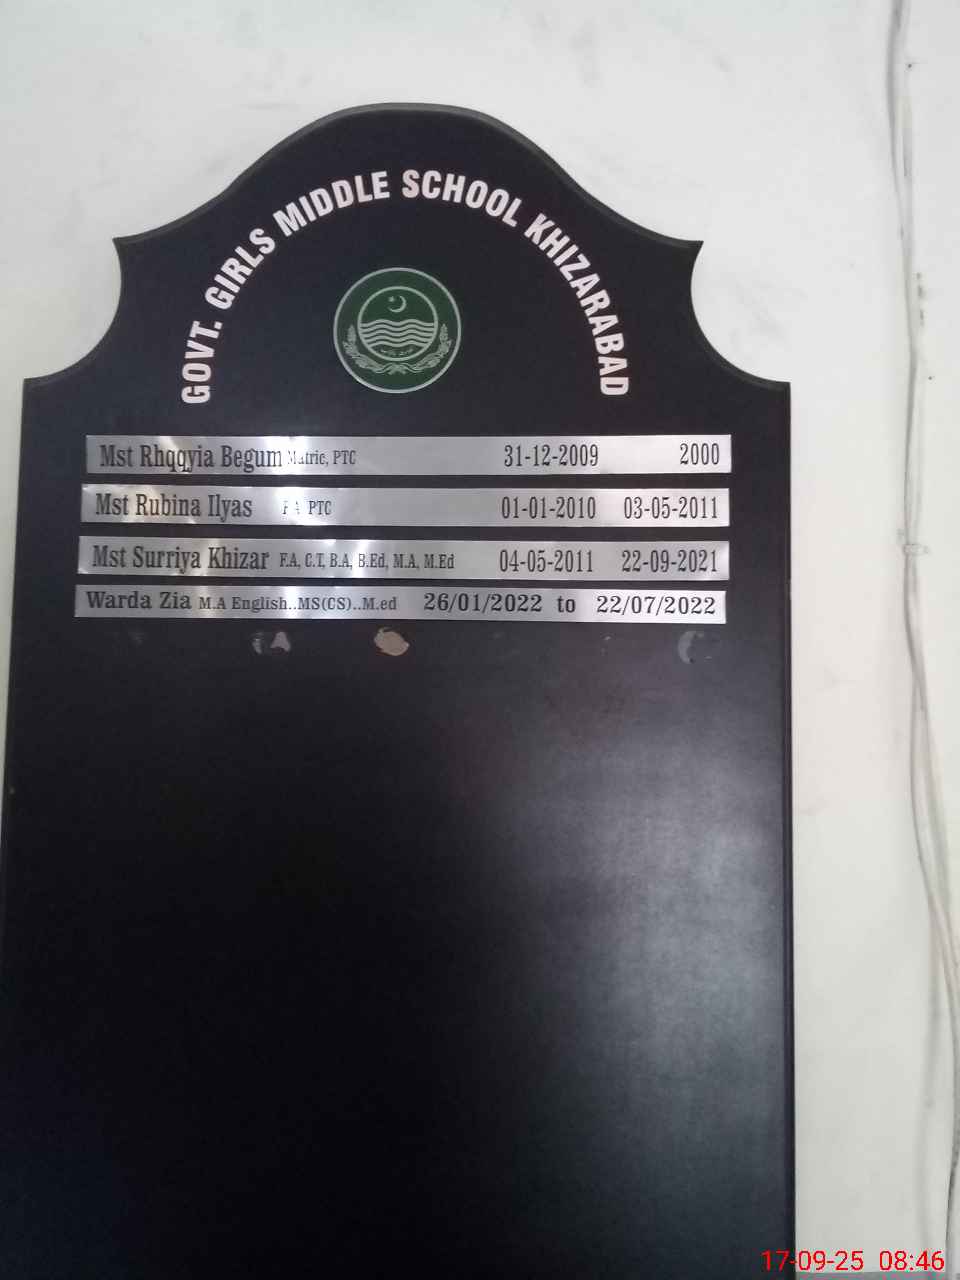 GOVT. GIRLS MIDDLE SCHOOL KHIZARABAD
Mst Rhqqyia Begum Matric, PTC 31-12-2009 2000
Mst Rubina Ilyas PTC 01-01-2010 03-05-2011
Mst Surriya Khizar F.A, C.T, B.A, B.Ed, M.A, M.Ed 04-05-2011 22-09-2021
Warda Zia M.A English..MS(CS)..M.ed 26/01/2022 to 22/07/2022
17-09-25 08:46